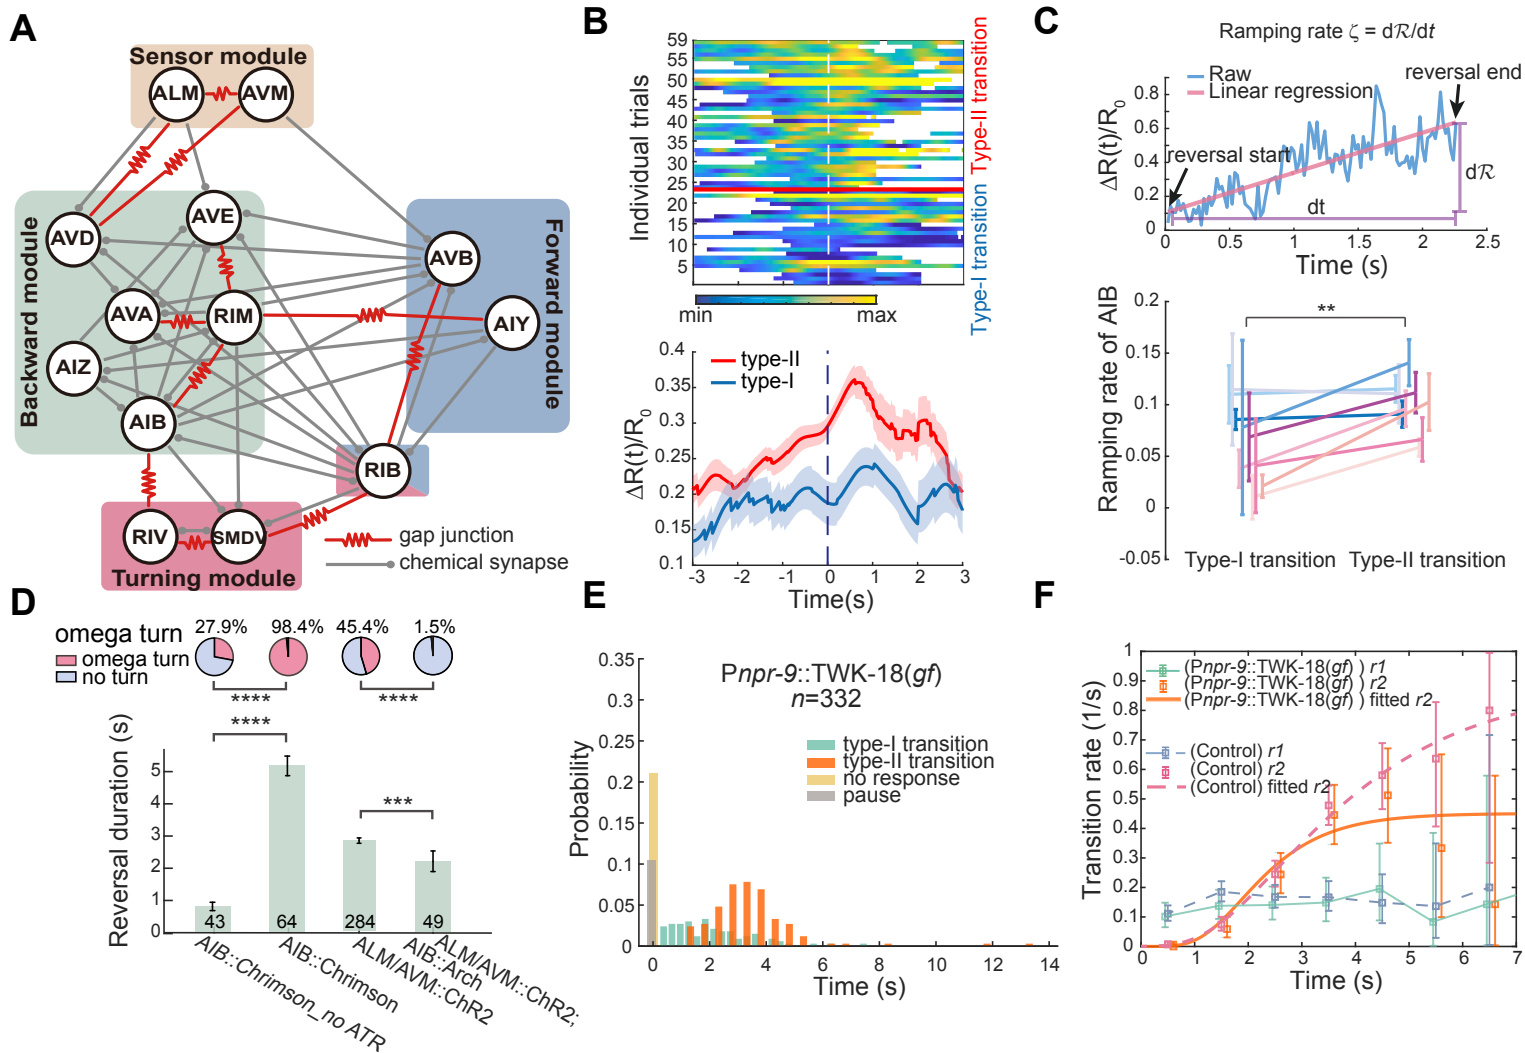 A
Sensor module
ALM
AVM
Backward module
AVD
AVE
AVA
RIM
AIZ
AIB
Forward module
AVB
AIY
RIB
RIV
SMDV
Turning module
gap junction
chemical synapse
B
Individual trials
59
55
50
45
40
35
30
25
20
15
10
5
Type-II transition
Type-I transition
min
max
type-II
type-I
ΔR(t)/R0
0.4
0.35
0.3
0.25
0.2
0.15
0.1
-3
-2
-1
0
1
2
3
Time(s)
C
Ramping rate ζ = dR/dt
Raw
Linear regression
reversal end
reversal start
dR
dt
ΔR(t)/R0
0.8
0.6
0.4
0.2
0
0
0.5
1
1.5
2
2.5
Time (s)
Ramping rate of AIB
0.2
0.15
0.1
0.05
0
-0.05
**
Type-I transition
Type-II transition
D
omega turn
omega turn
no turn
27.9%
98.4%
45.4%
1.5%
****
****
****
***
Reversal duration (s)
5
4
3
2
1
0
43
64
284
49
AIB::Chrimson_no ATR
AIB::Chrimson
ALM/AVM::ChR2
ALM/AVM::ChR2;
AIB::Arch
E
Pnpr-9::TWK-18(gf)
n=332
type-I transition
type-II transition
no response
pause
Probability
0.35
0.3
0.25
0.2
0.15
0.1
0.05
0
0
2
4
6
8
10
12
14
Time (s)
F
(Pnpr-9::TWK-18(gf) ) r1
(Pnpr-9::TWK-18(gf) ) r2
(Pnpr-9::TWK-18(gf) ) fitted r2
(Control) r1
(Control) r2
(Control) fitted r2
Transition rate (1/s)
1
0.9
0.8
0.7
0.6
0.5
0.4
0.3
0.2
0.1
0
0
1
2
3
4
5
6
7
Time (s)